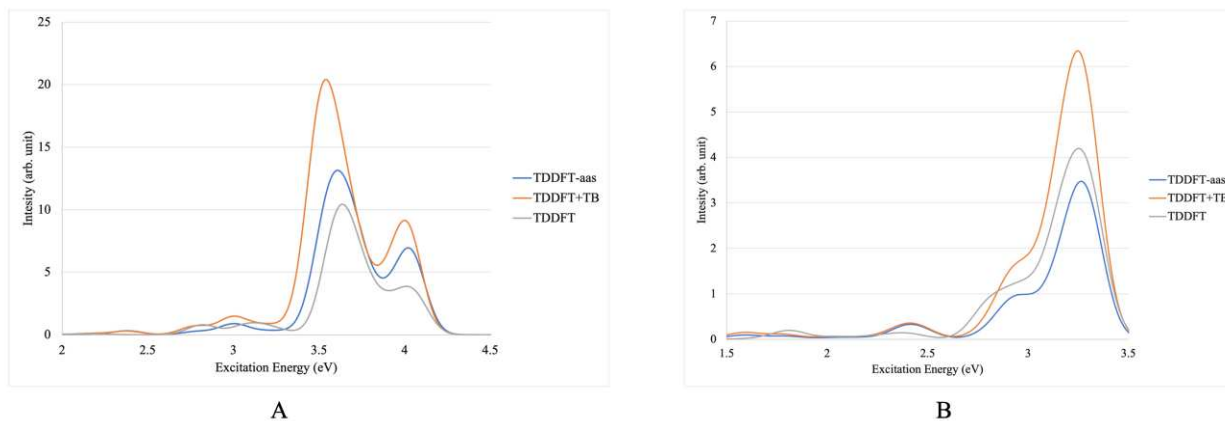 25
20
15
10
5
0
2 2.5 3 3.5 4 4.5
Intesity (arb. unit)
Excitation Energy (eV)
TDDFT-aas
TDDFT+TB
TDDFT
A
7
6
5
4
3
2
1
0
1.5 2 2.5 3 3.5
Intesity (arb. unit)
Excitation Energy (eV)
TDDFT-aas
TDDFT+TB
TDDFT
B